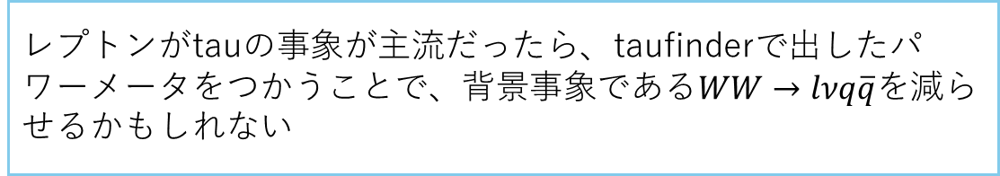 レプトンがtauの事象が主流だったら、taufinderで出したパ
ワーメータをつかうことで、背景事象である𝑊𝑊 → 𝑙𝜈𝑞𝑞̅を減ら
せるかもしれない